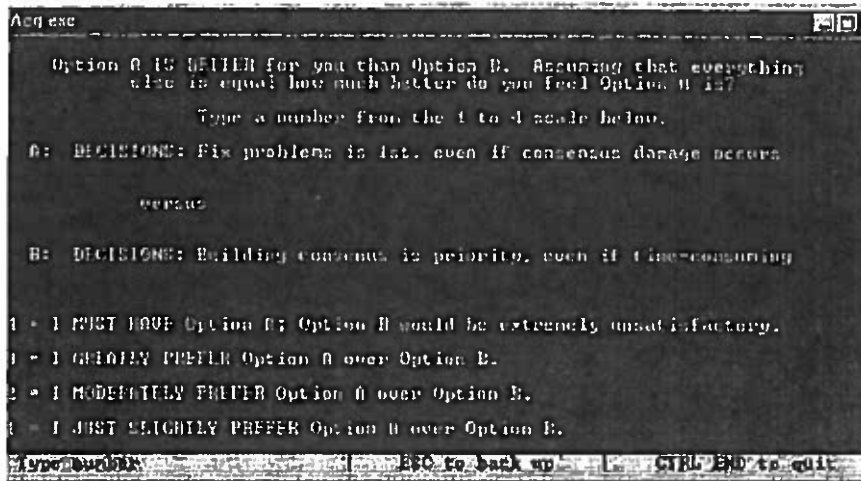 Acq exe
Option A IS BETTER for you than Option B. Assuming that everything
else is equal how much better do you feel Option A is?
Type a number from the 1 to 4 scale below.
A: DECISIONS: Fix problems is 1st, even if consensus damage occurs
versus
B: DECISIONS: Building consensus is priority, even if time-consuming
4 = I MUST HAVE Option A; Option B would be extremely unsatisfactory.
3 = I GREATLY PREFER Option A over Option B.
2 = I MODERATELY PREFER Option A over Option B.
1 = I JUST SLIGHTLY PREFER Option A over Option B.
Type number ESC to back up CTRL END to quit